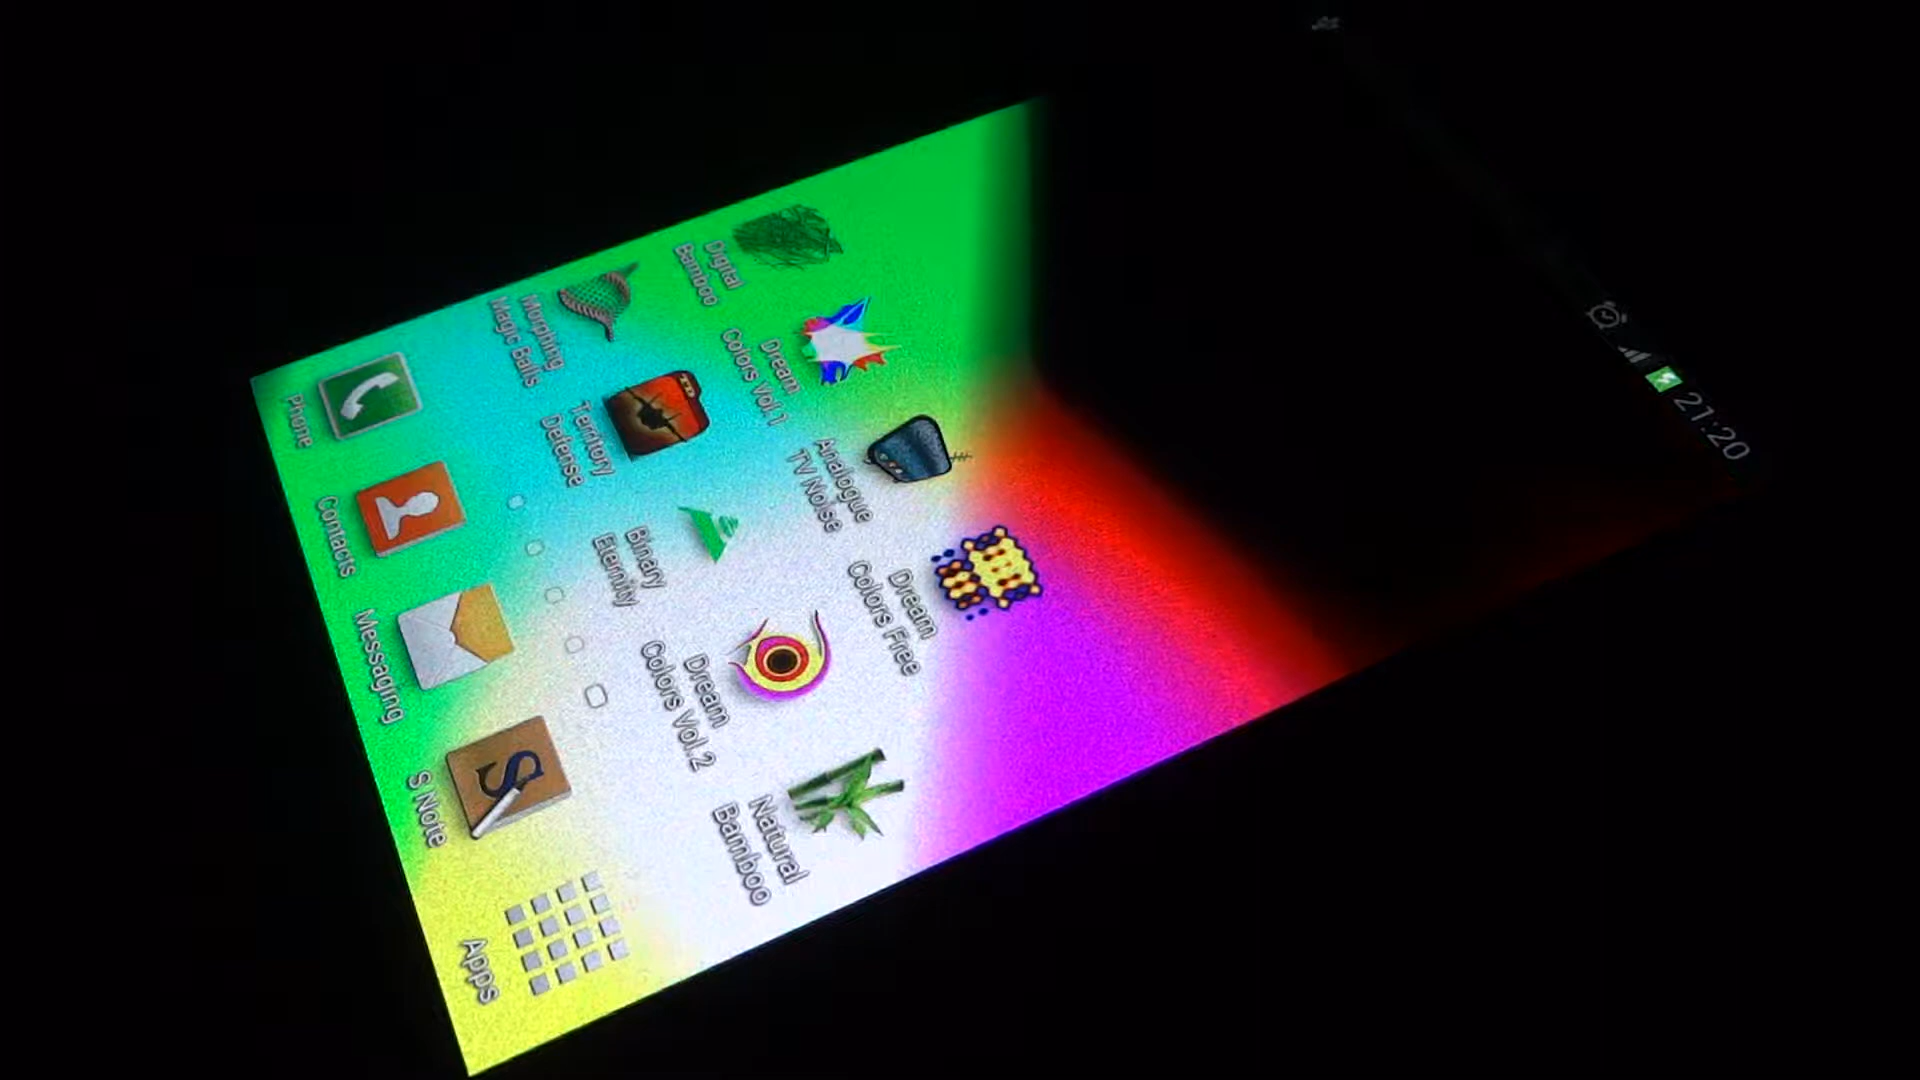 21:20
Digital
Bamboo
Dream
Colors Vol.1
Analogue
TV Noise
Dream
Colors Free
Morphing
Magic Balls
Territory
Defense
Binary
Eternity
Dream
Colors Vol.2
Natural
Bamboo
Phone
Contacts
Messaging
S Note
Apps